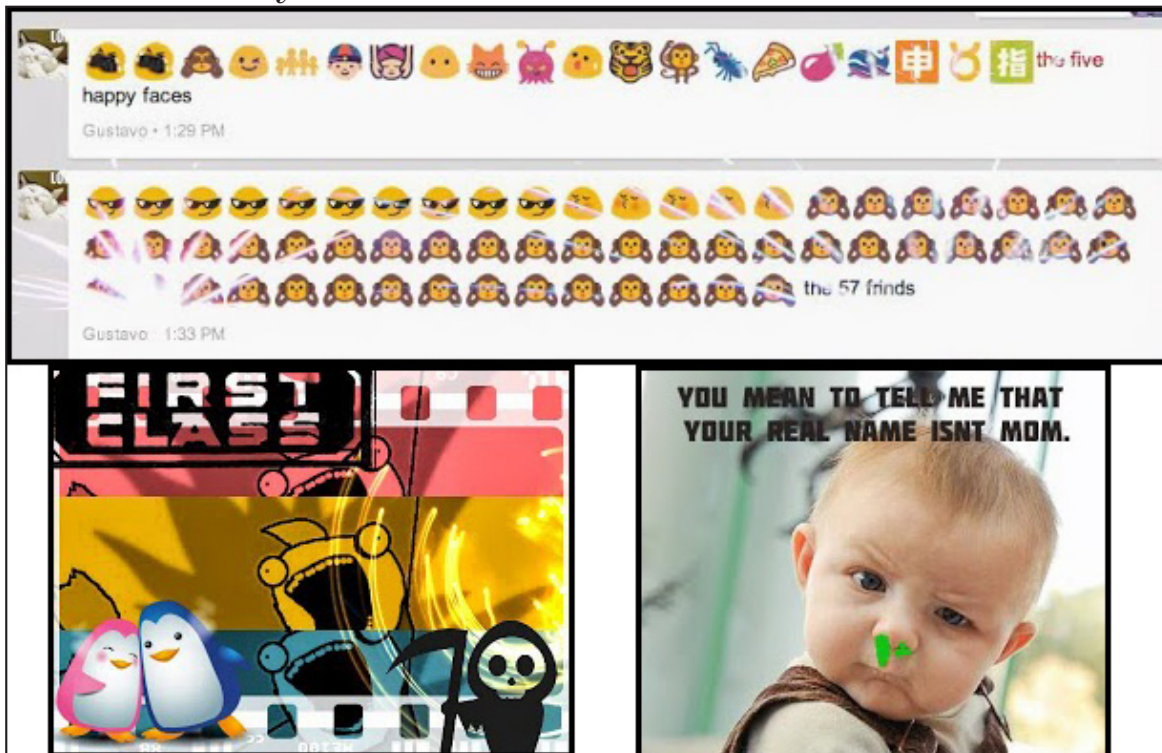 申 指 the five
happy faces
Gustavo • 1:29 PM
the 57 frinds
Gustavo 1:33 PM
FIRST
CLASS
YOU MEAN TO TELL ME THAT
YOUR REAL NAME ISNT MOM.